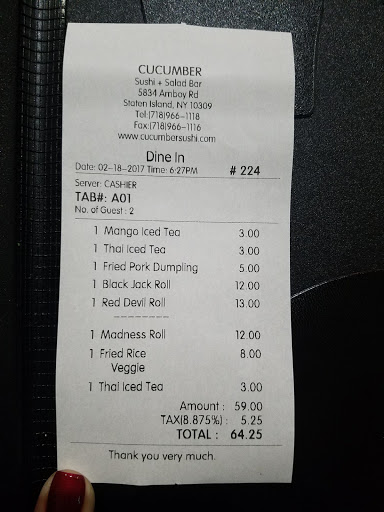 CUCUMBER
Sushi + Salad Bar
5834 Amboy Rd
Staten Island, NY 10309
Tel:(718)966-1118
Fax:(718)966-1116
www.cucumbersushi.com
Dine In
Date: 02-18-2017 Time: 6:27PM # 224
Server: CASHIER
TAB#: A01
No. of Guest : 2
1 Mango Iced Tea 3.00
1 Thai Iced Tea 3.00
1 Fried Pork Dumpling 5.00
1 Black Jack Roll 12.00
1 Red Devil Roll 13.00
--------
1 Madness Roll 12.00
1 Fried Rice 8.00
Veggie
1 Thai Iced Tea 3.00
Amount : 59.00
TAX(8.875%) : 5.25
TOTAL : 64.25
Thank you very much.